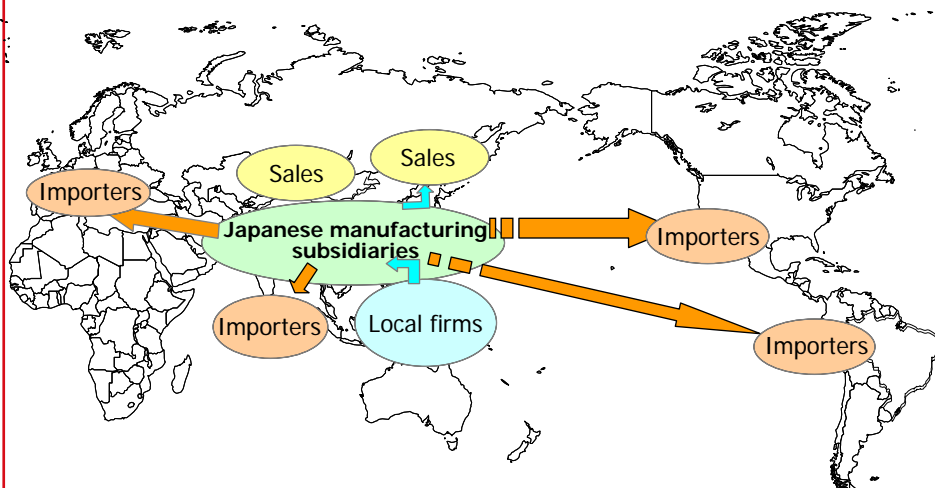 Sales
Sales
Importers
Japanese manufacturing
subsidiaries
Importers
Importers
Local firms
Importers